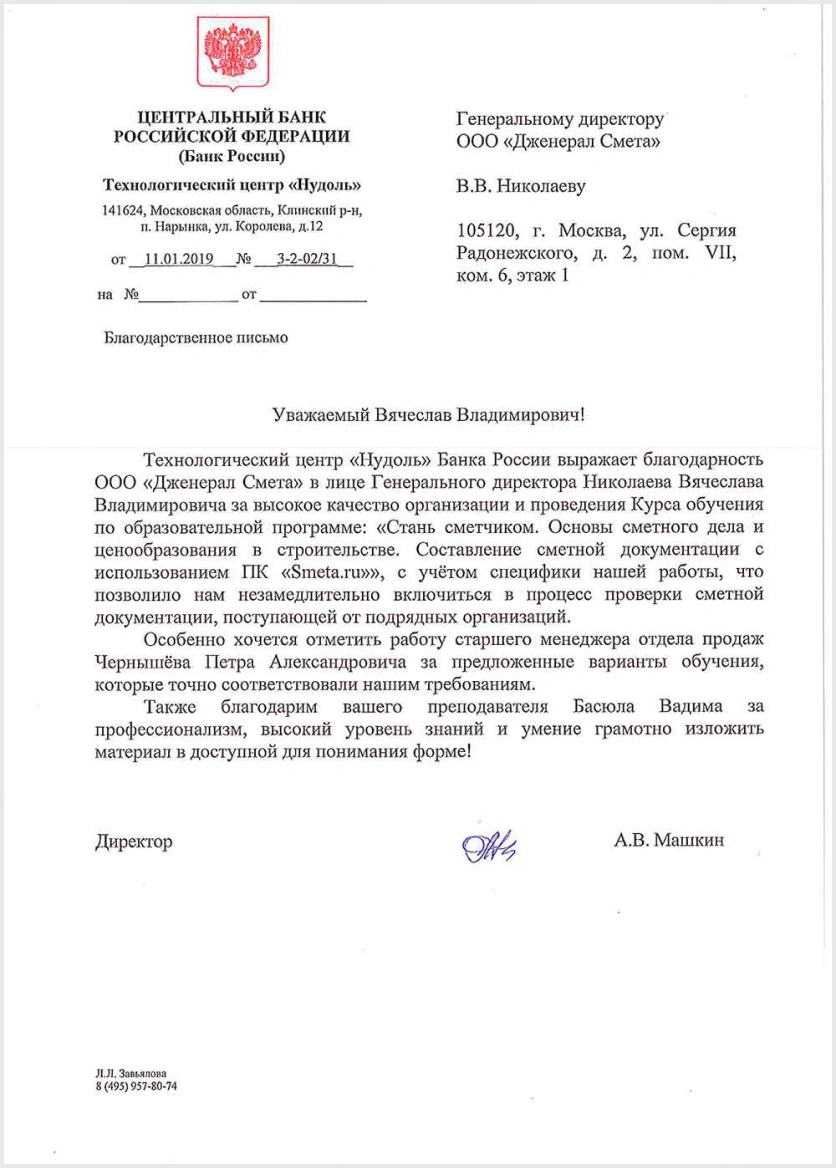 ЦЕНТРАЛЬНЫЙ БАНК
РОССИЙСКОЙ ФЕДЕРАЦИИ
(Банк России)
Технологический центр «Нудоль»
141624, Московская область, Клинский р-н,
п. Нарынка, ул. Королева, д.12
от 11.01.2019 № 3-2-02/31
на № от
Благодарственное письмо
Генеральному директору
ООО «Дженерал Смета»
В.В. Николаеву
105120, г. Москва, ул. Сергия
Радонежского, д. 2, пом. VII,
ком. 6, этаж 1
Уважаемый Вячеслав Владимирович!
Технологический центр «Нудоль» Банка России выражает благодарность
ООО «Дженерал Смета» в лице Генерального директора Николаева Вячеслава
Владимировича за высокое качество организации и проведения Курса обучения
по образовательной программе: «Стань сметчиком. Основы сметного дела и
ценообразования в строительстве. Составление сметной документации с
использованием ПК «Smeta.ru»», с учётом специфики нашей работы, что
позволило нам незамедлительно включиться в процесс проверки сметной
документации, поступающей от подрядных организаций.
Особенно хочется отметить работу старшего менеджера отдела продаж
Чернышёва Петра Александровича за предложенные варианты обучения,
которые точно соответствовали нашим требованиям.
Также благодарим вашего преподавателя Басюла Вадима за
профессионализм, высокий уровень знаний и умение грамотно изложить
материал в доступной для понимания форме!
Директор А.В. Машкин
Л.Л. Завьялова
8 (495) 957-80-74